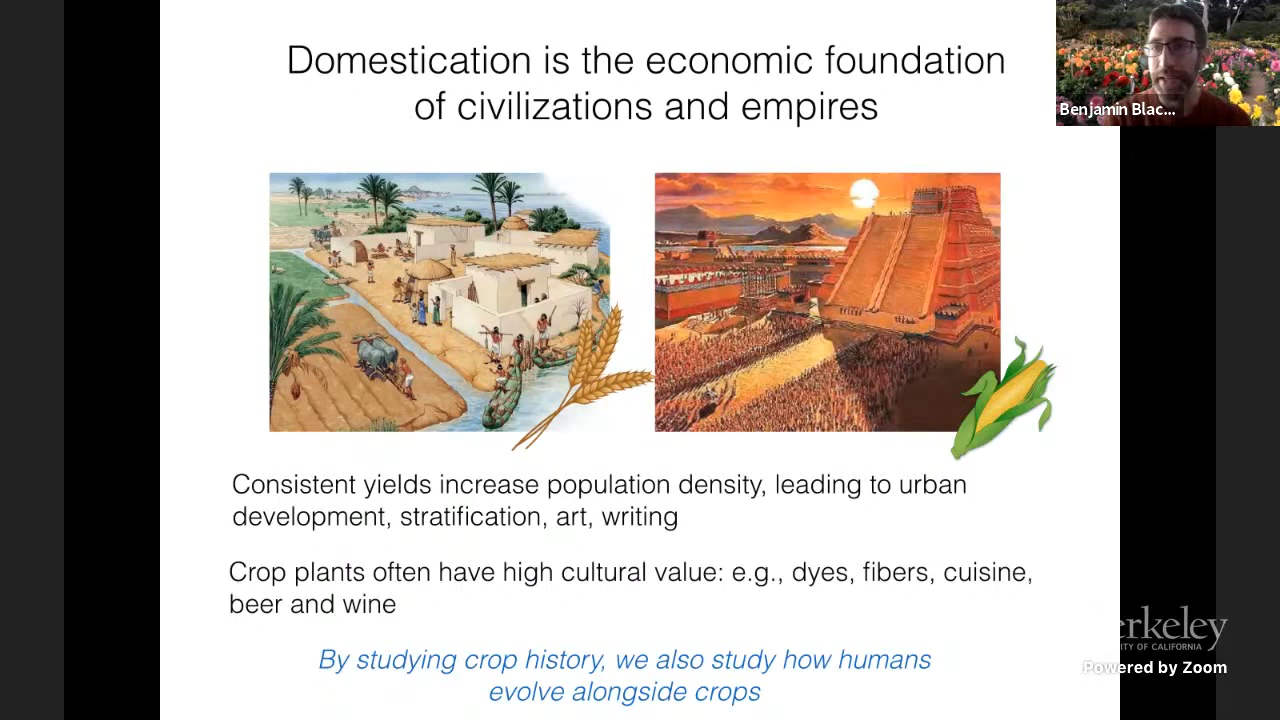 Domestication is the economic foundation
of civilizations and empires
Benjamin Blac...
Consistent yields increase population density, leading to urban
development, stratification, art, writing
Crop plants often have high cultural value: e.g., dyes, fibers, cuisine,
beer and wine
By studying crop history, we also study how humans
evolve alongside crops
erkeley
ITY OF CALIFORNIA
Powered by Zoom